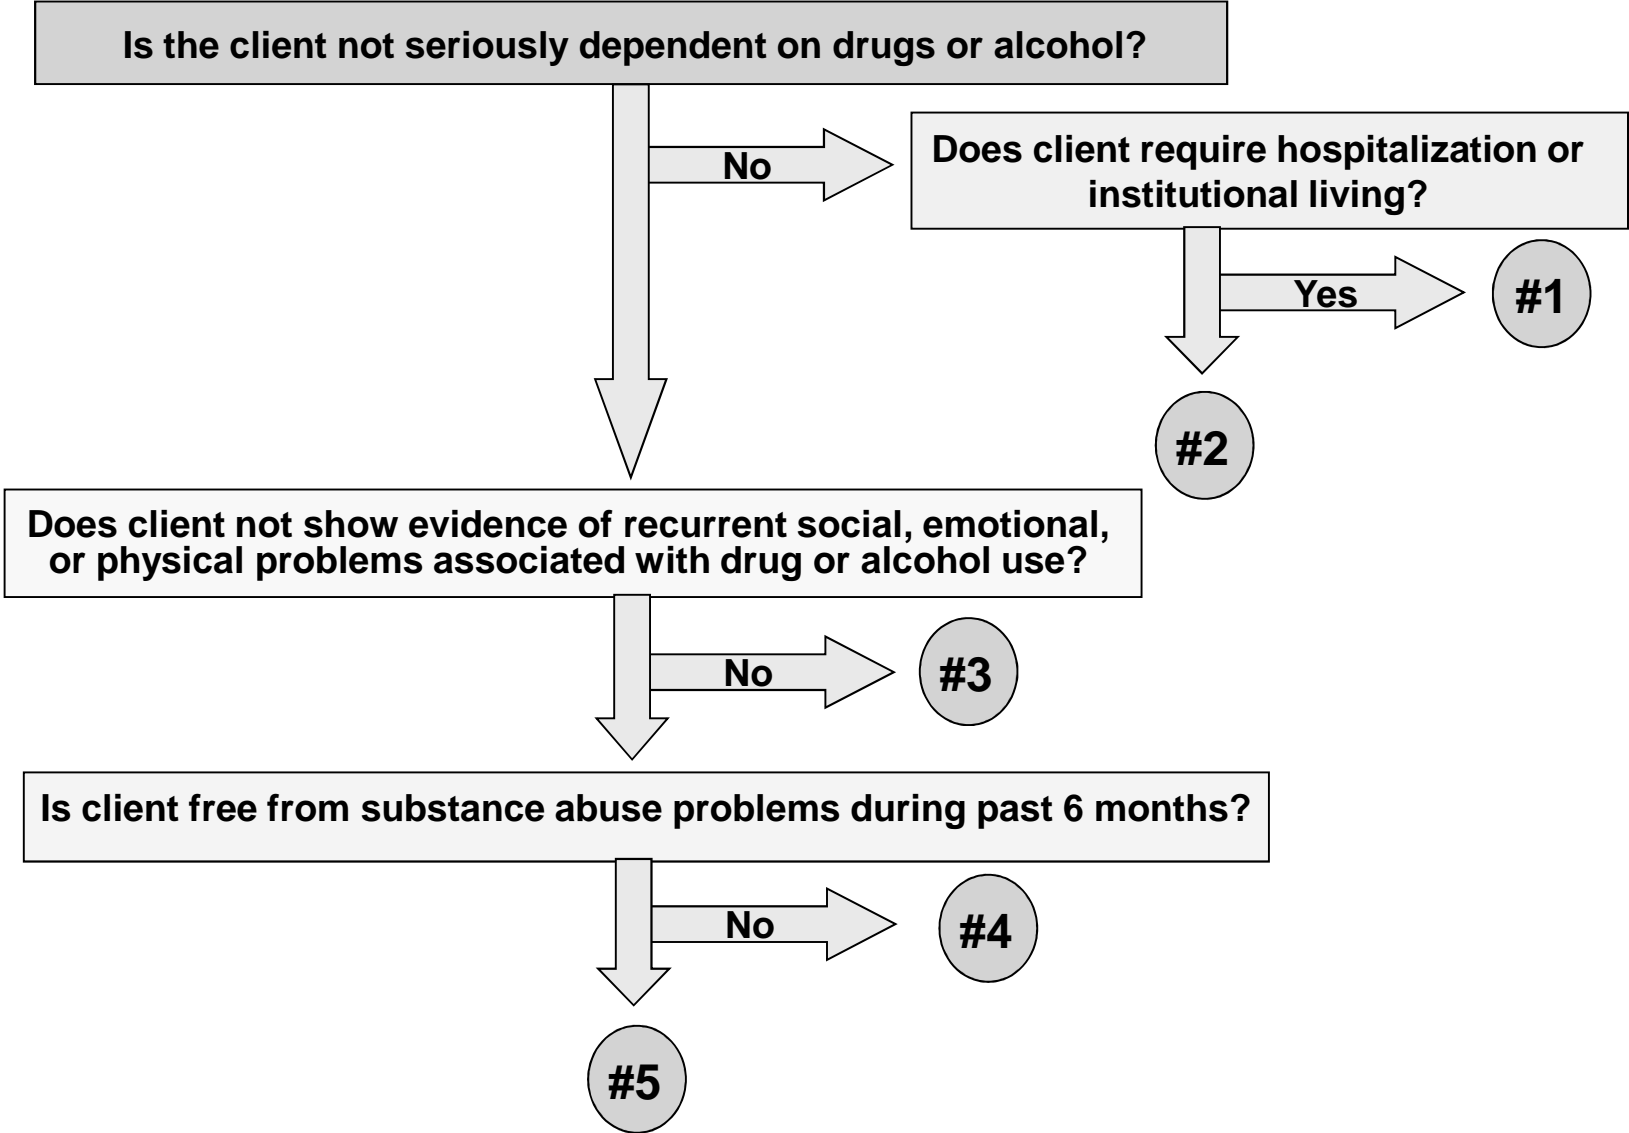 Is the client not seriously dependent on drugs or alcohol?
No
Does client require hospitalization or
institutional living?
Yes
#1
#2
Does client not show evidence of recurrent social, emotional,
or physical problems associated with drug or alcohol use?
No
#3
Is client free from substance abuse problems during past 6 months?
No
#4
#5